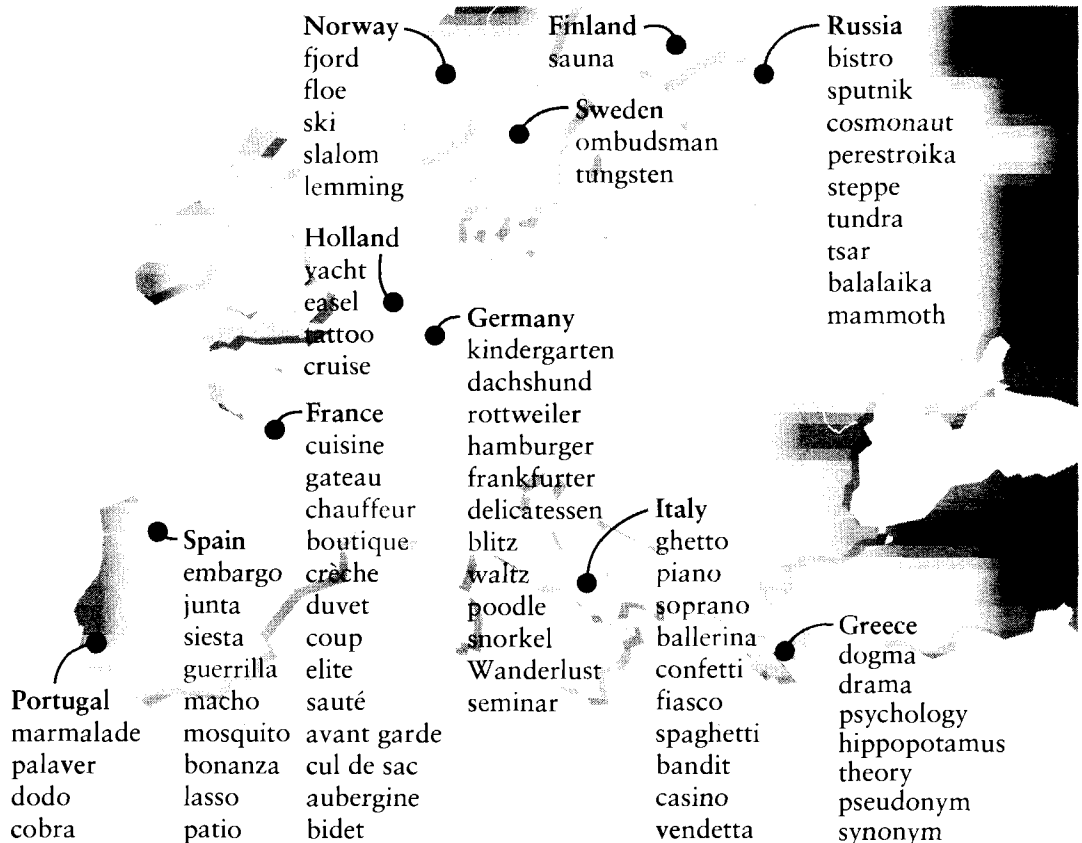 Norway
fjord
floe
ski
slalom
lemming
Finland
sauna
Sweden
ombudsman
tungsten
Russia
bistro
sputnik
cosmonaut
perestroika
steppe
tundra
tsar
balalaika
mammoth
Holland
yacht
easel
tattoo
cruise
Germany
kindergarten
dachshund
rottweiler
hamburger
frankfurter
delicatessen
blitz
waltz
poodle
snorkel
Wanderlust
seminar
France
cuisine
gateau
chauffeur
boutique
crèche
duvet
coup
elite
sauté
avant garde
cul de sac
aubergine
bidet
Spain
embargo
junta
siesta
guerrilla
macho
mosquito
bonanza
lasso
patio
Portugal
marmalade
palaver
dodo
cobra
Italy
ghetto
piano
soprano
ballerina
confetti
fiasco
spaghetti
bandit
casino
vendetta
Greece
dogma
drama
psychology
hippopotamus
theory
pseudonym
synonym